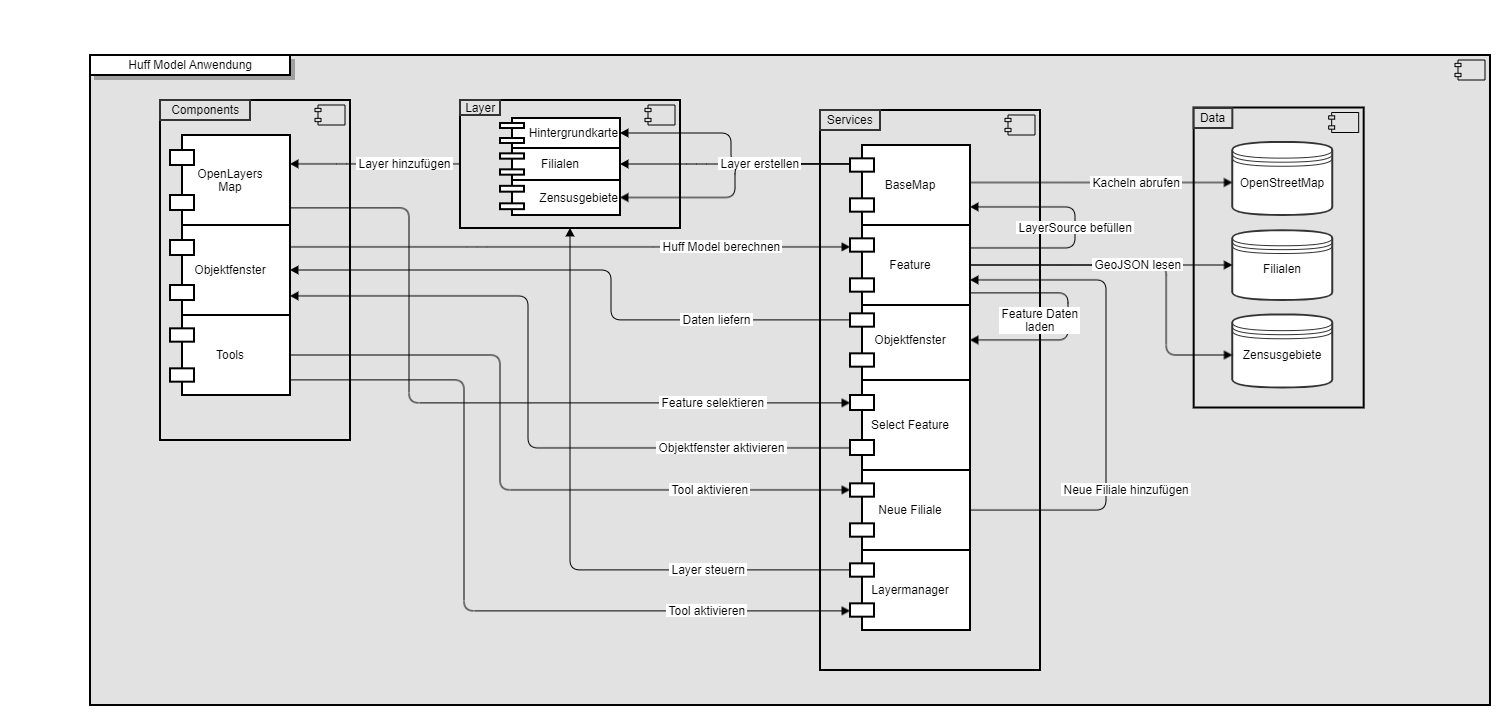 Huff Model Anwendung
Components
OpenLayers
Map
Objektfenster
Tools
Layer hinzufügen
Layer
Hintergrundkarte
Filialen
Zensusgebiete
Layer erstellen
Huff Model berechnen
Daten liefern
Feature selektieren
Objektfenster aktivieren
Tool aktivieren
Layer steuern
Tool aktivieren
Services
BaseMap
Feature
Objektfenster
Select Feature
Neue Filiale
Layermanager
Kacheln abrufen
LayerSource befüllen
GeoJSON lesen
Feature Daten
laden
Neue Filiale hinzufügen
Data
OpenStreetMap
Filialen
Zensusgebiete